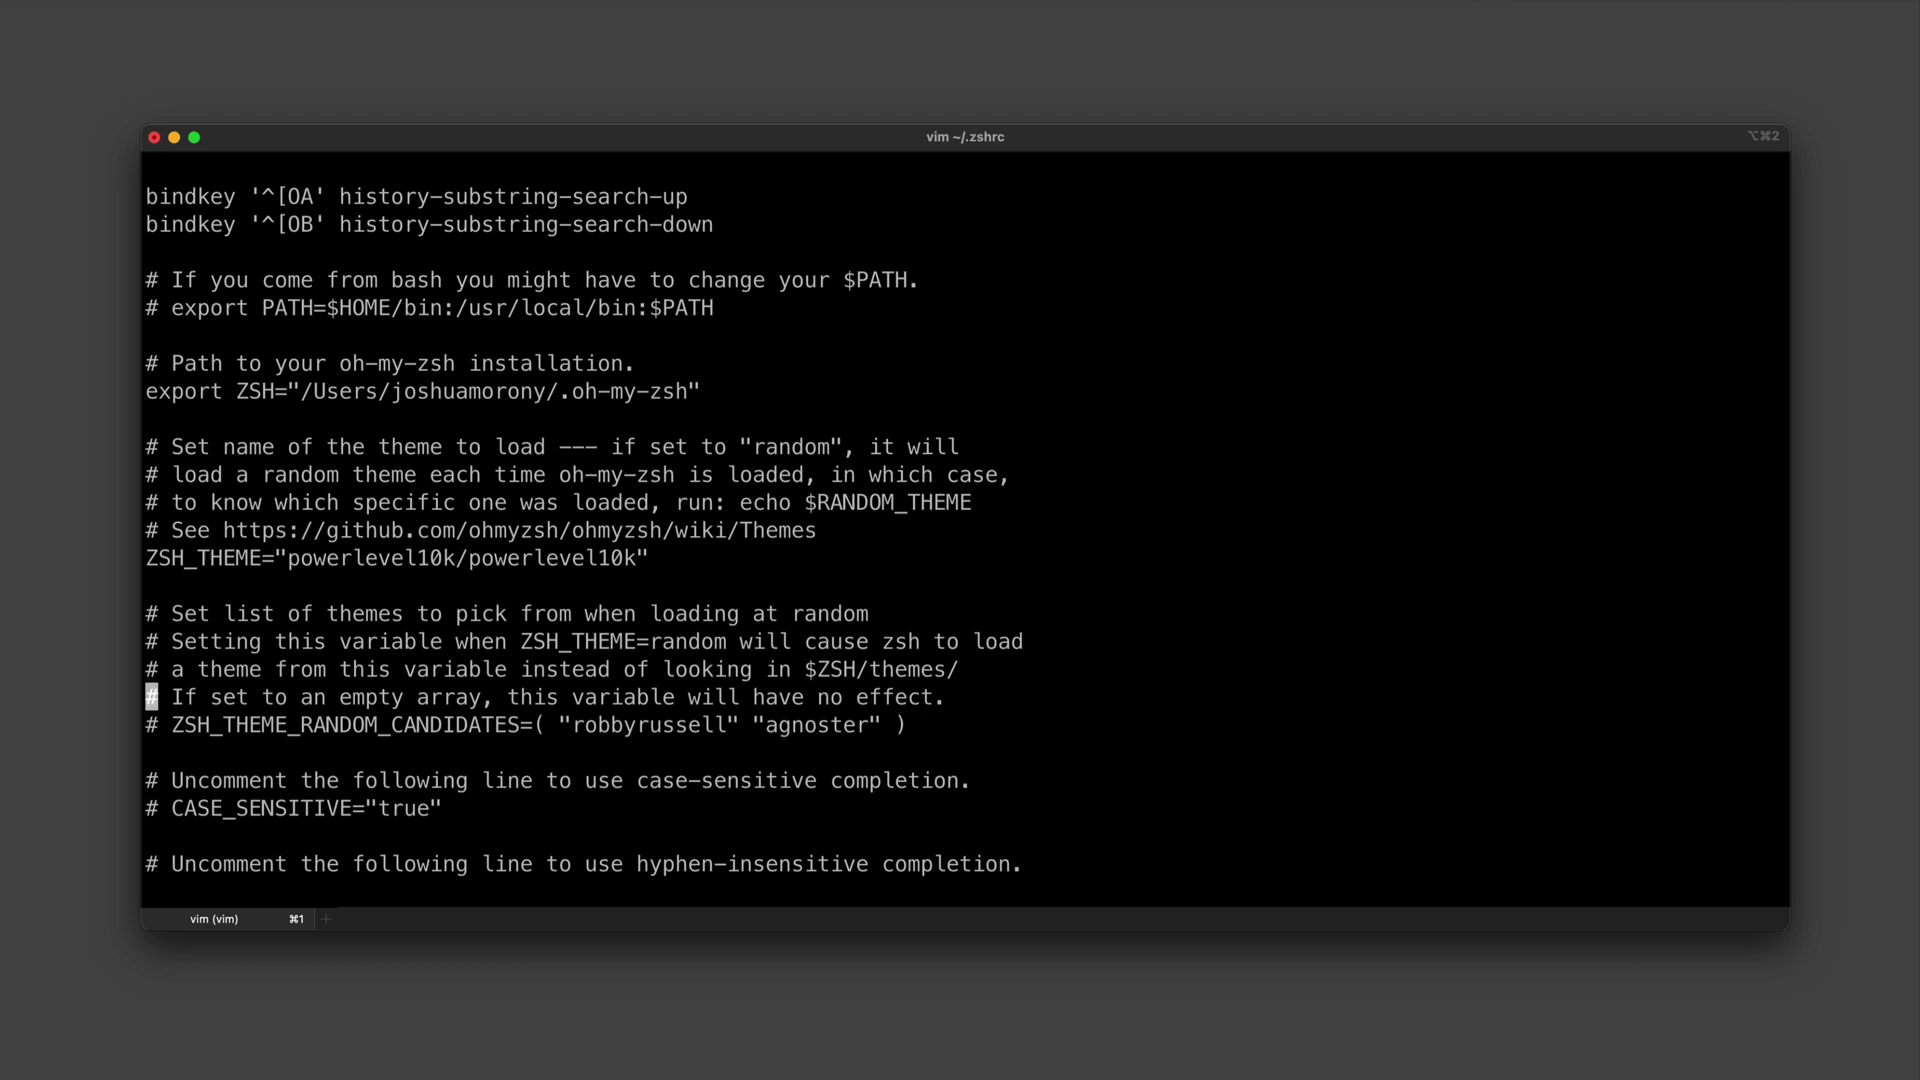 vim ~/.zshrc
⌥⌘2
bindkey '^[OA' history-substring-search-up
bindkey '^[OB' history-substring-search-down
# If you come from bash you might have to change your $PATH.
# export PATH=$HOME/bin:/usr/local/bin:$PATH
# Path to your oh-my-zsh installation.
export ZSH="/Users/joshuamorony/.oh-my-zsh"
# Set name of the theme to load --- if set to "random", it will
# load a random theme each time oh-my-zsh is loaded, in which case,
# to know which specific one was loaded, run: echo $RANDOM_THEME
# See https://github.com/ohmyzsh/ohmyzsh/wiki/Themes
ZSH_THEME="powerlevel10k/powerlevel10k"
# Set list of themes to pick from when loading at random
# Setting this variable when ZSH_THEME=random will cause zsh to load
# a theme from this variable instead of looking in $ZSH/themes/
# If set to an empty array, this variable will have no effect.
# ZSH_THEME_RANDOM_CANDIDATES=( "robbyrussell" "agnoster" )
# Uncomment the following line to use case-sensitive completion.
# CASE_SENSITIVE="true"
# Uncomment the following line to use hyphen-insensitive completion.
vim (vim) ⌘1 +